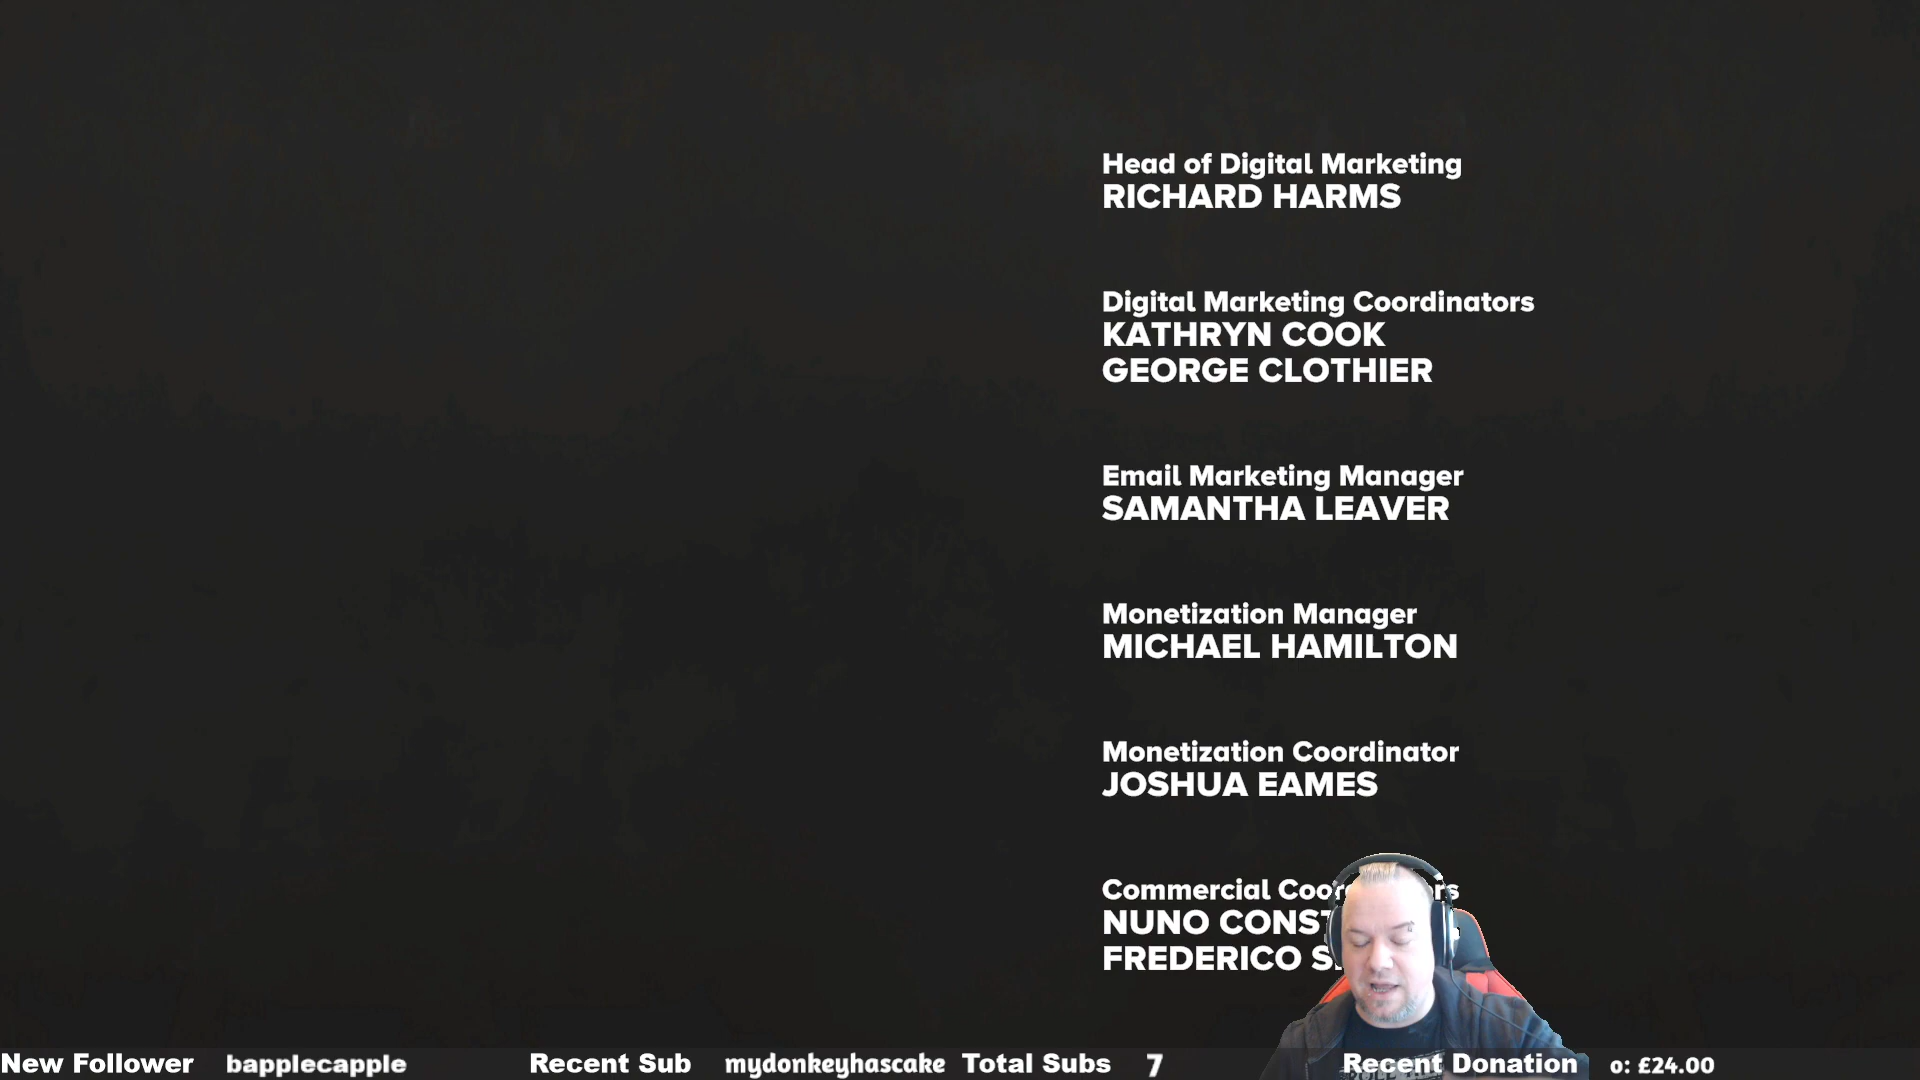 Head of Digital Marketing
RICHARD HARMS
Digital Marketing Coordinators
KATHRYN COOK
GEORGE CLOTHIER
Email Marketing Manager
SAMANTHA LEAVER
Monetization Manager
MICHAEL HAMILTON
Monetization Coordinator
JOSHUA EAMES
Commercial
NUNO
FREDERICO
New Follower bapplecapple Recent Sub mydonkeyhascake Total Subs 7 Recent Donation o: £24.00